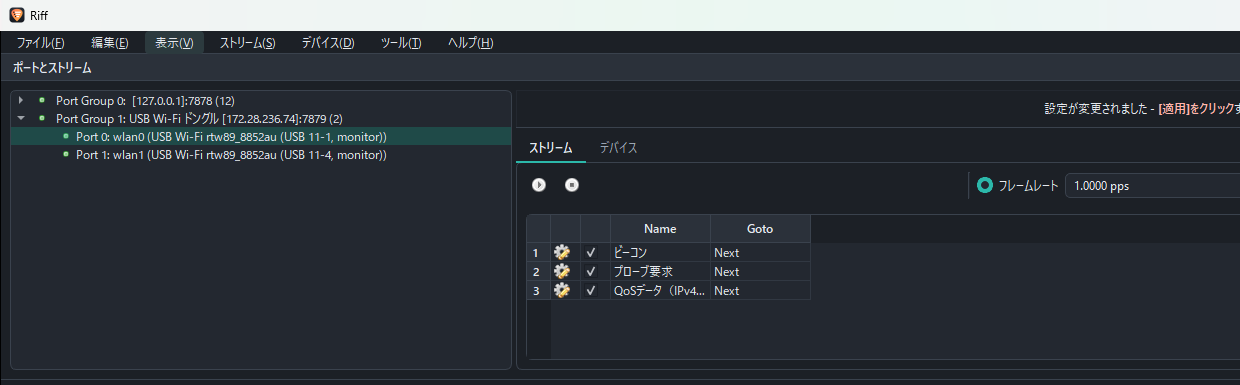 Riff
ファイル(F) 編集(E) 表示(V) ストリーム(S) デバイス(D) ツール(T) ヘルプ(H)
ポートとストリーム
Port Group 0: [127.0.0.1]:7878 (12)
Port Group 1: USB Wi-Fi ドングル [172.28.236.74]:7879 (2)
Port 0: wlan0 (USB Wi-Fi rtw89_8852au (USB 11-1, monitor))
Port 1: wlan1 (USB Wi-Fi rtw89_8852au (USB 11-4, monitor))
設定が変更されました - [適用]をクリックす
ストリーム デバイス
フレームレート 1.0000 pps
Name Goto
1 ビーコン Next
2 プローブ要求 Next
3 QoSデータ（IPv4... Next